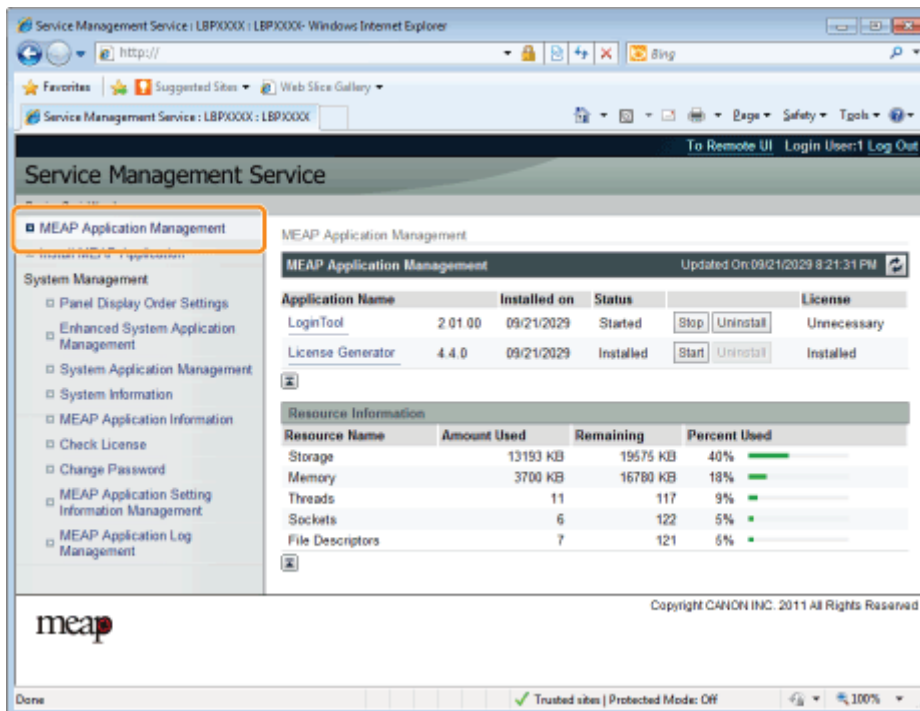 Service Management Service : LBPXXXX : LBPXXXX- Windows Internet Explorer
http://
Bing
Favorites Suggested Sites Web Slice Gallery
Service Management Service : LBPXXXX : LBPXXXX
Page Safety Tools
To Remote UI Login User:1 Log Out
Service Management Service
MEAP Application Management
Install MEAP Application
System Management
Panel Display Order Settings
Enhanced System Application
Management
System Application Management
System Information
MEAP Application Information
Check License
Change Password
MEAP Application Setting
Information Management
MEAP Application Log
Management
MEAP Application Management
MEAP Application Management Updated On:09/21/2029 8:21:31 PM
Application Name Installed on Status License
LoginTool 2.01.00 09/21/2029 Started Stop Uninstall Unnecessary
License Generator 4.4.0 09/21/2029 Installed Start Uninstall Installed
Resource Information
Resource Name Amount Used Remaining Percent Used
Storage 13193 KB 19575 KB 40%
Memory 3700 KB 16780 KB 18%
Threads 11 117 9%
Sockets 6 122 5%
File Descriptors 7 121 6%
meap
Copyright CANON INC. 2011 All Rights Reserved
Done Trusted sites | Protected Mode: Off 100%